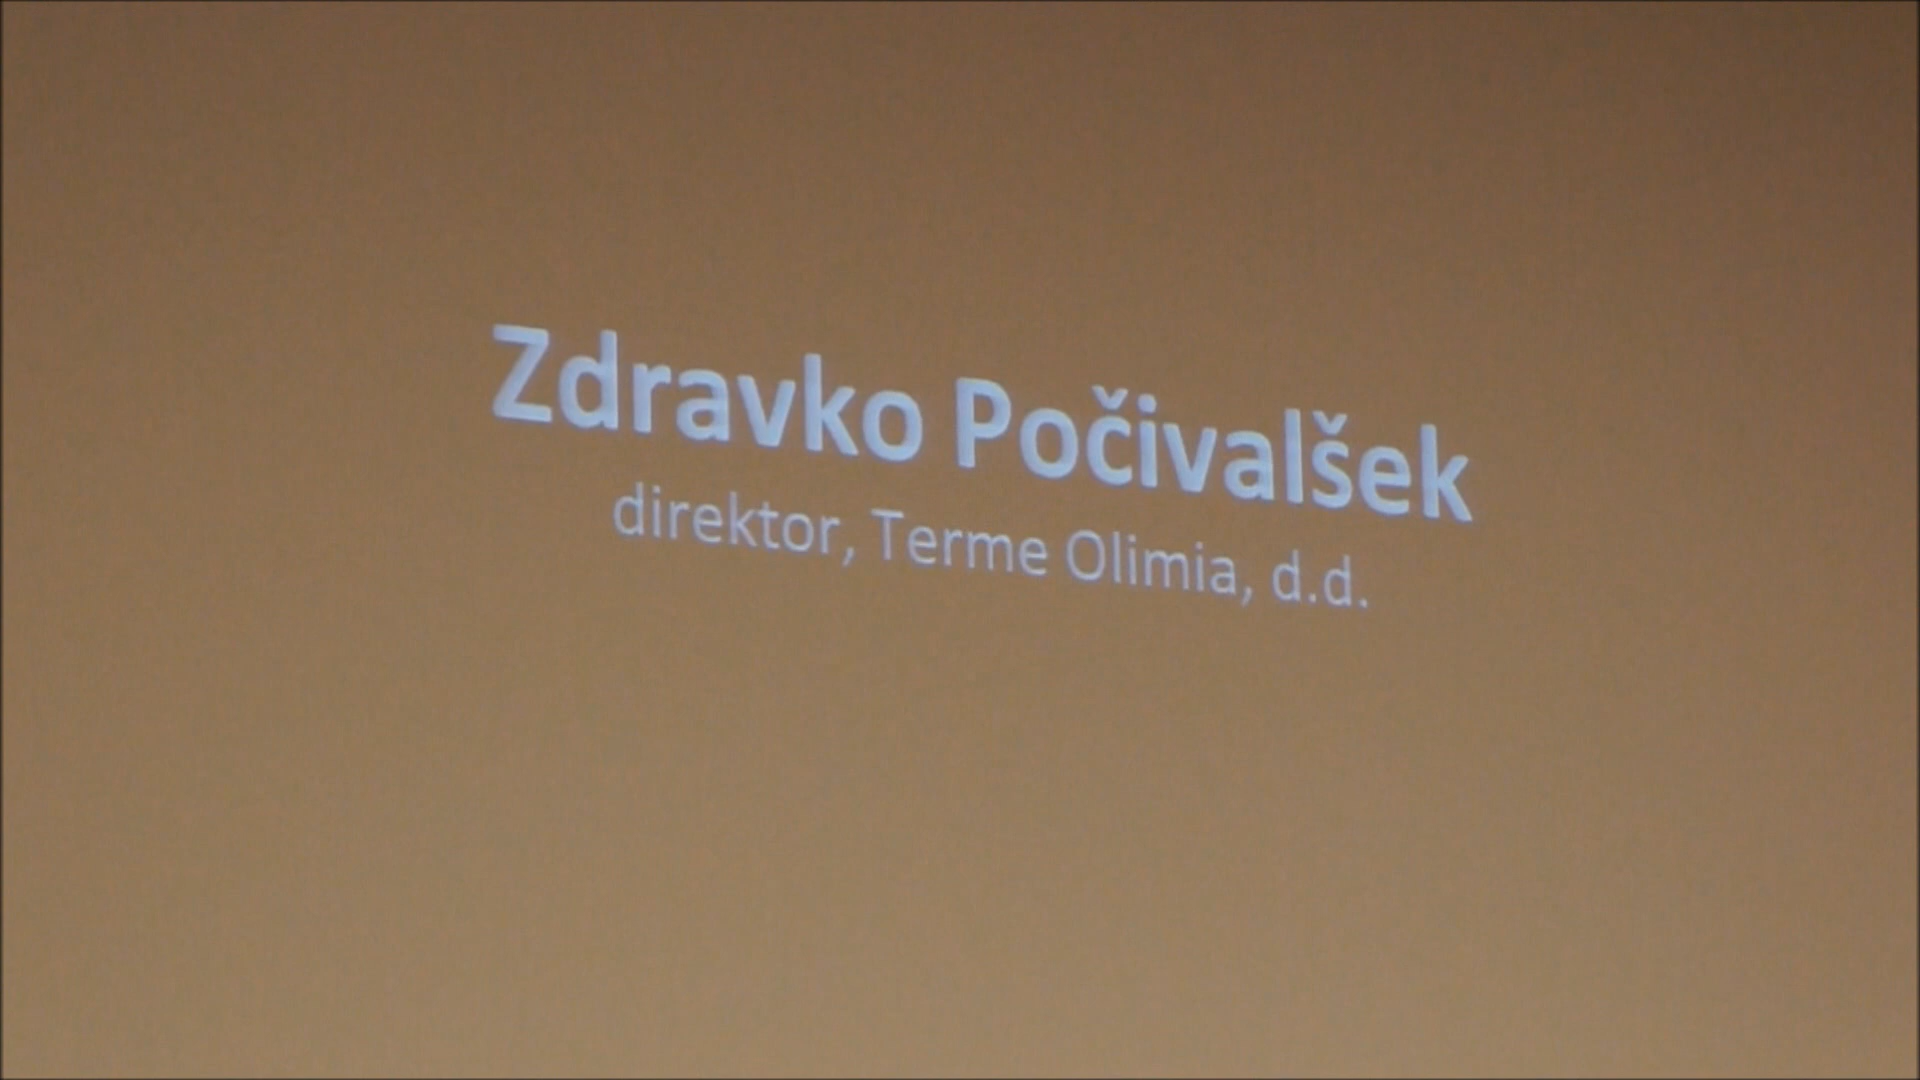 Zdravko Počivalšek
direktor, Terme Olimia, d.d.